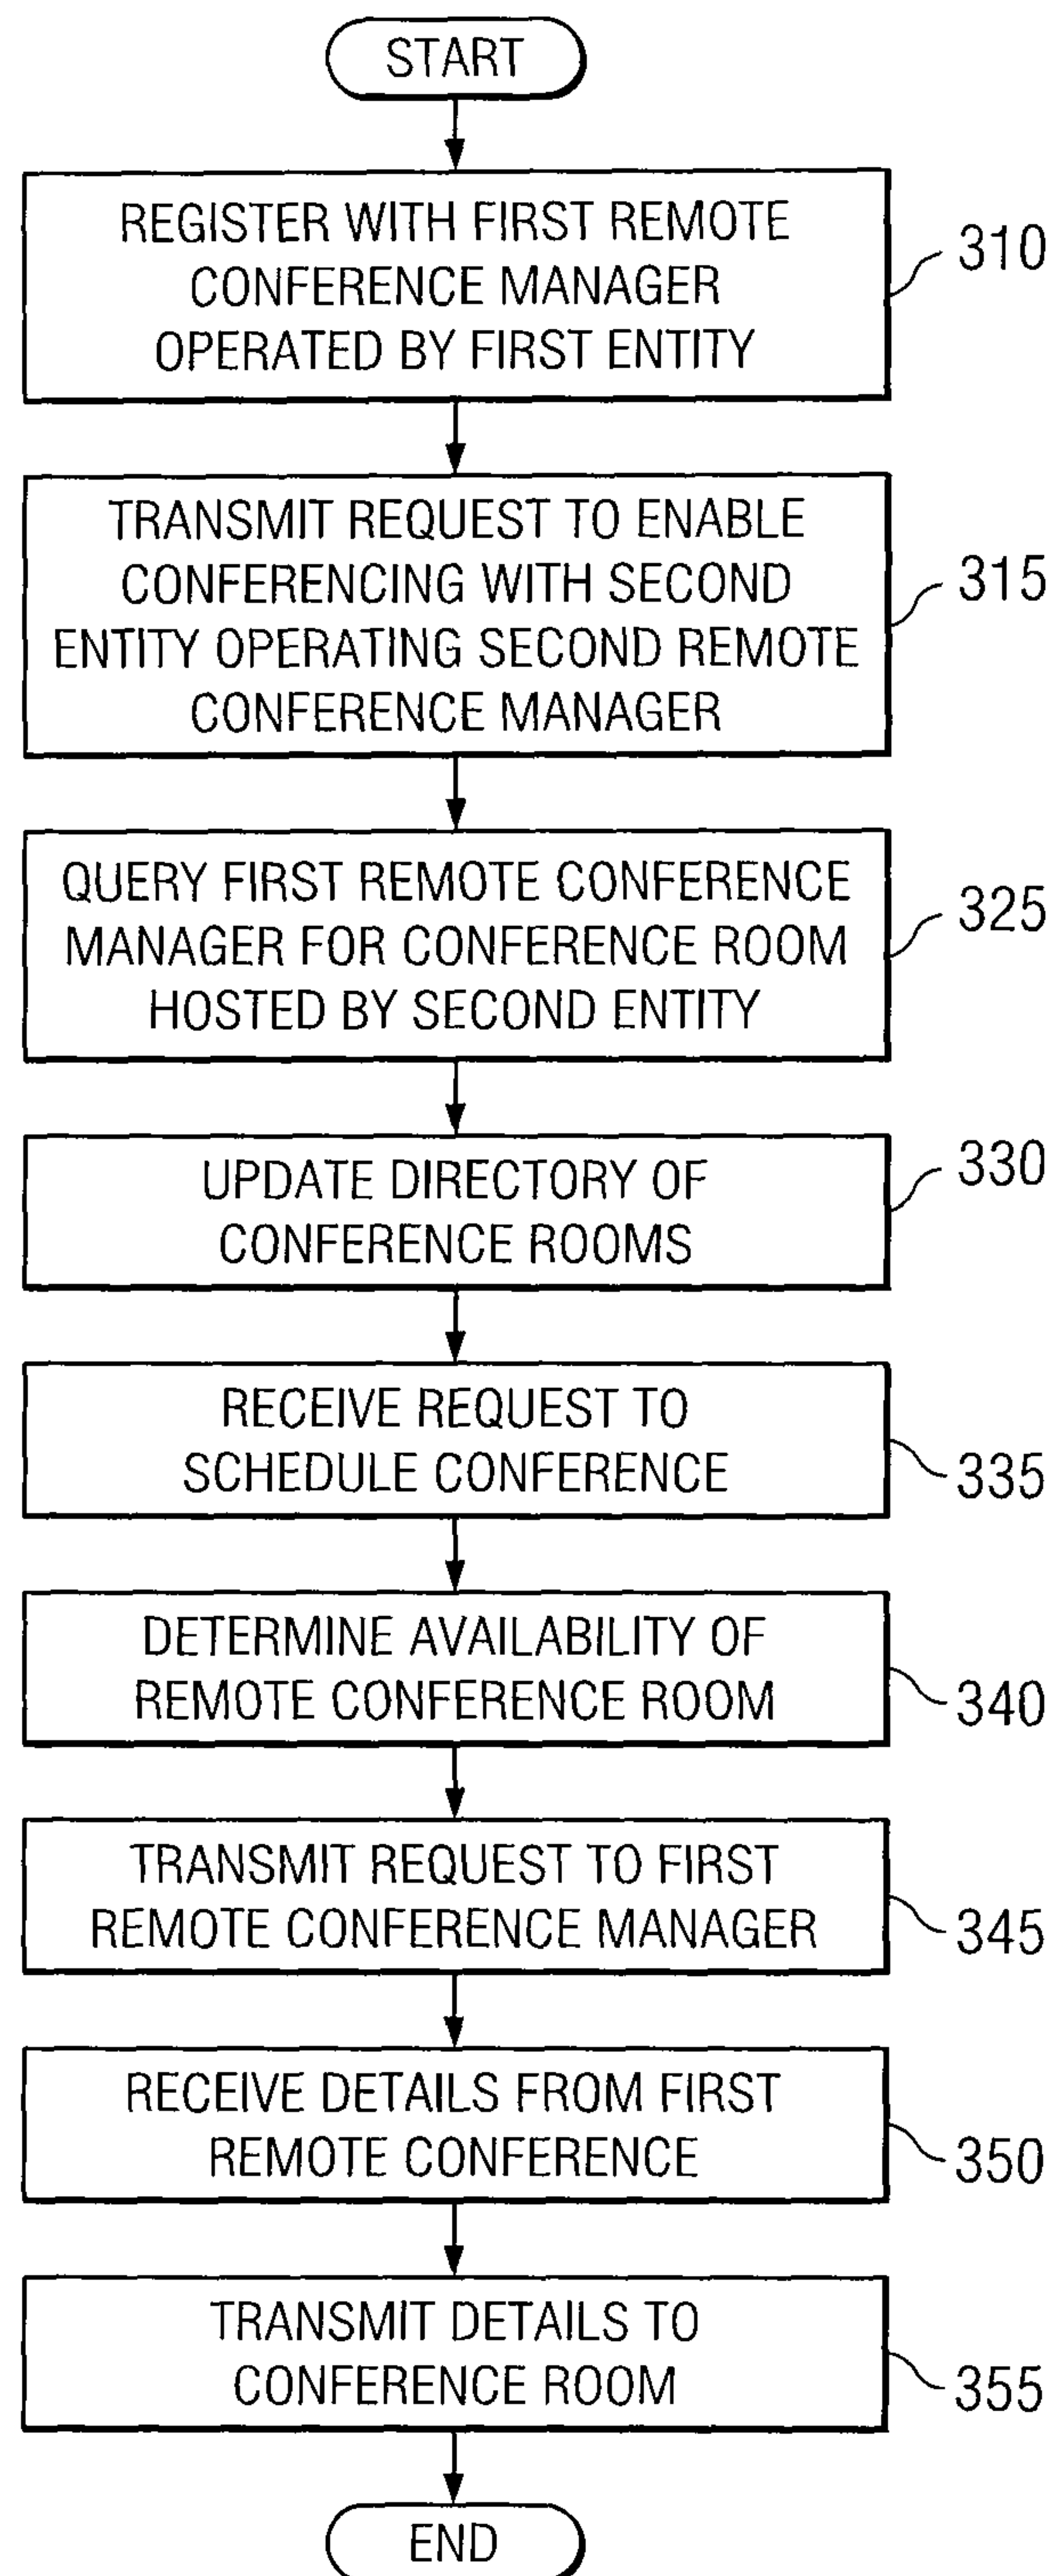 START
REGISTER WITH FIRST REMOTE
CONFERENCE MANAGER
OPERATED BY FIRST ENTITY
310
TRANSMIT REQUEST TO ENABLE
CONFERENCING WITH SECOND
ENTITY OPERATING SECOND REMOTE
CONFERENCE MANAGER
315
QUERY FIRST REMOTE CONFERENCE
MANAGER FOR CONFERENCE ROOM
HOSTED BY SECOND ENTITY
325
UPDATE DIRECTORY OF
CONFERENCE ROOMS
330
RECEIVE REQUEST TO
SCHEDULE CONFERENCE
335
DETERMINE AVAILABILITY OF
REMOTE CONFERENCE ROOM
340
TRANSMIT REQUEST TO FIRST
REMOTE CONFERENCE MANAGER
345
RECEIVE DETAILS FROM FIRST
REMOTE CONFERENCE
350
TRANSMIT DETAILS TO
CONFERENCE ROOM
355
END